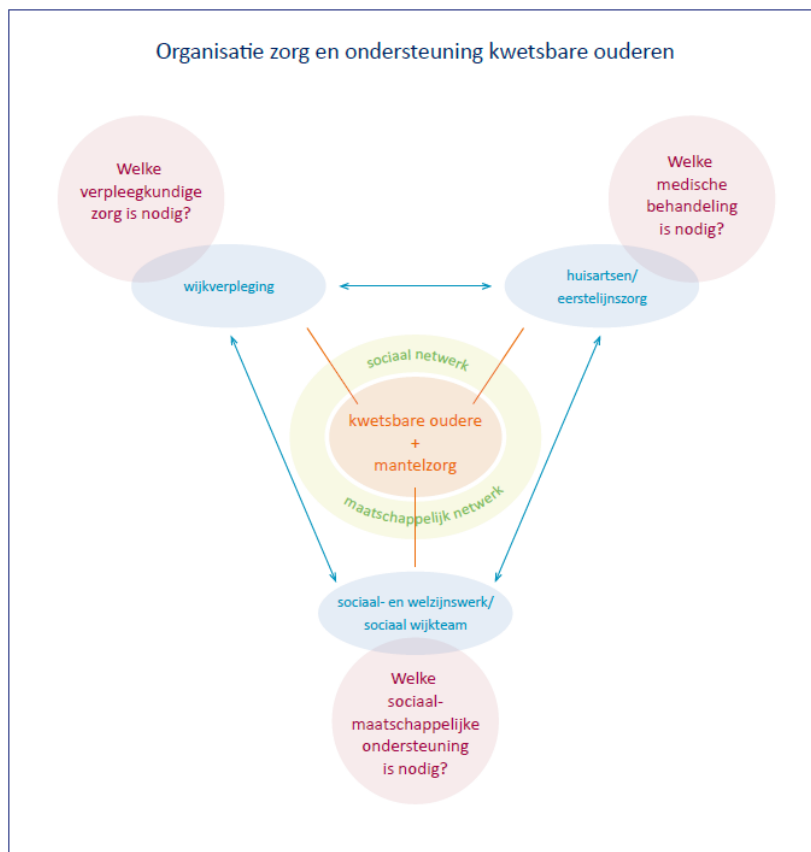 Organisatie zorg en ondersteuning kwetsbare ouderen
Welke
verpleegkundige
zorg is nodig?
Welke
medische
behandeling
is nodig?
wijkverpleging
huisartsen/
eerstelijnszorg
sociaal netwerk
kwetsbare oudere
+
mantelzorg
maatschappelijk netwerk
sociaal- en welzijnswerk/
sociaal wijkteam
Welke
sociaal-
maatschappelijke
ondersteuning
is nodig?